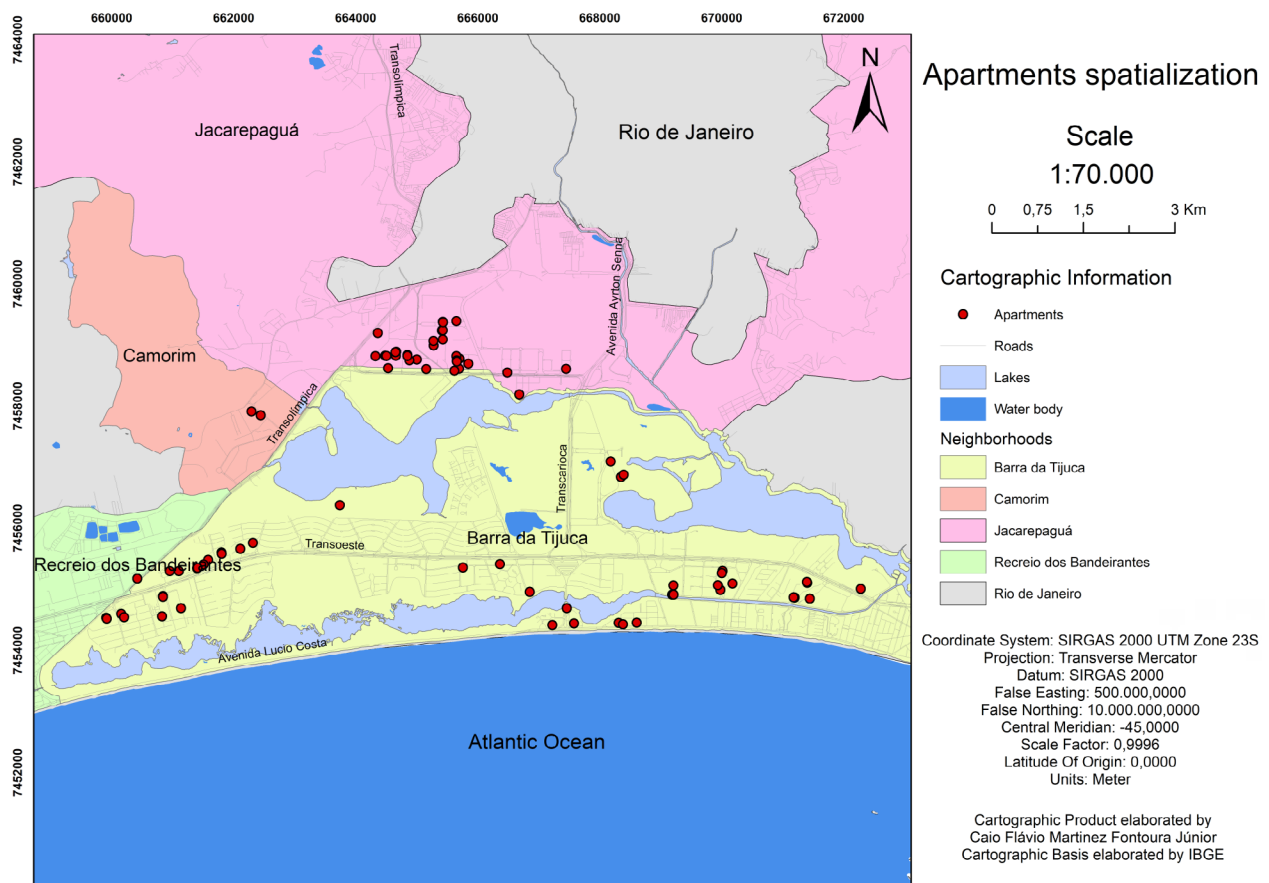 660000 662000 664000 666000 668000 670000 672000
7464000
7462000
7460000
7458000
7456000
7454000
7452000
Transolímpica
Jacarepaguá
Rio de Janeiro
N
Avenida Ayrton Senna
Camorim
Transolímpica
Transcarioca
Barra da Tijuca
Transoeste
Recreio dos Bandeirantes
Avenida Lucio Costa
Atlantic Ocean
Apartments spatialization
Scale
1:70.000
0 0,75 1,5 3 Km
Cartographic Information
Apartments
Roads
Lakes
Water body
Neighborhoods
Barra da Tijuca
Camorim
Jacarepaguá
Recreio dos Bandeirantes
Rio de Janeiro
Coordinate System: SIRGAS 2000 UTM Zone 23S
Projection: Transverse Mercator
Datum: SIRGAS 2000
False Easting: 500.000,0000
False Northing: 10.000.000,0000
Central Meridian: -45,0000
Scale Factor: 0,9996
Latitude Of Origin: 0,0000
Units: Meter
Cartographic Product elaborated by
Caio Flávio Martinez Fontoura Júnior
Cartographic Basis elaborated by IBGE